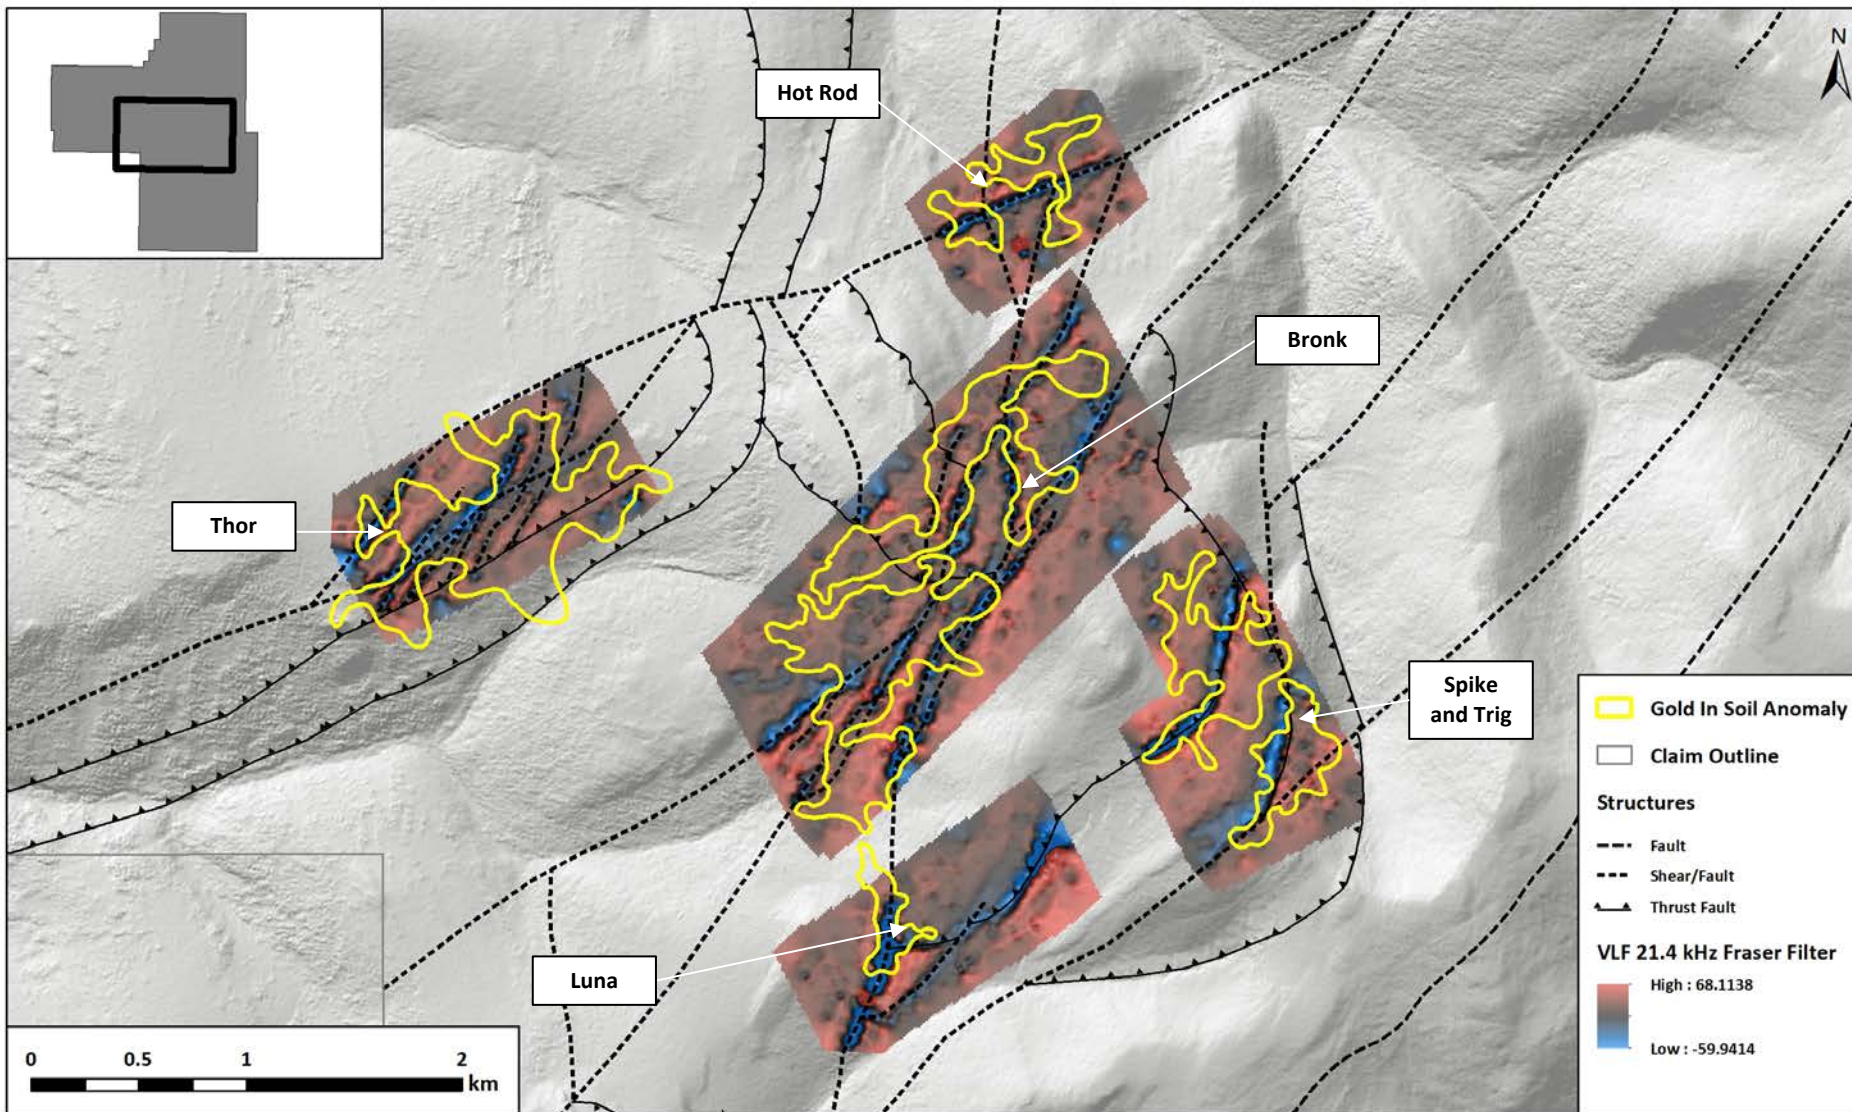 N
Hot Rod
Bronk
Thor
Spike
and Trig
Luna
Gold In Soil Anomaly
Claim Outline
Structures
Fault
Shear/Fault
Thrust Fault
VLF 21.4 kHz Fraser Filter
High : 68.1138
Low : -59.9414
0 0.5 1 2
km